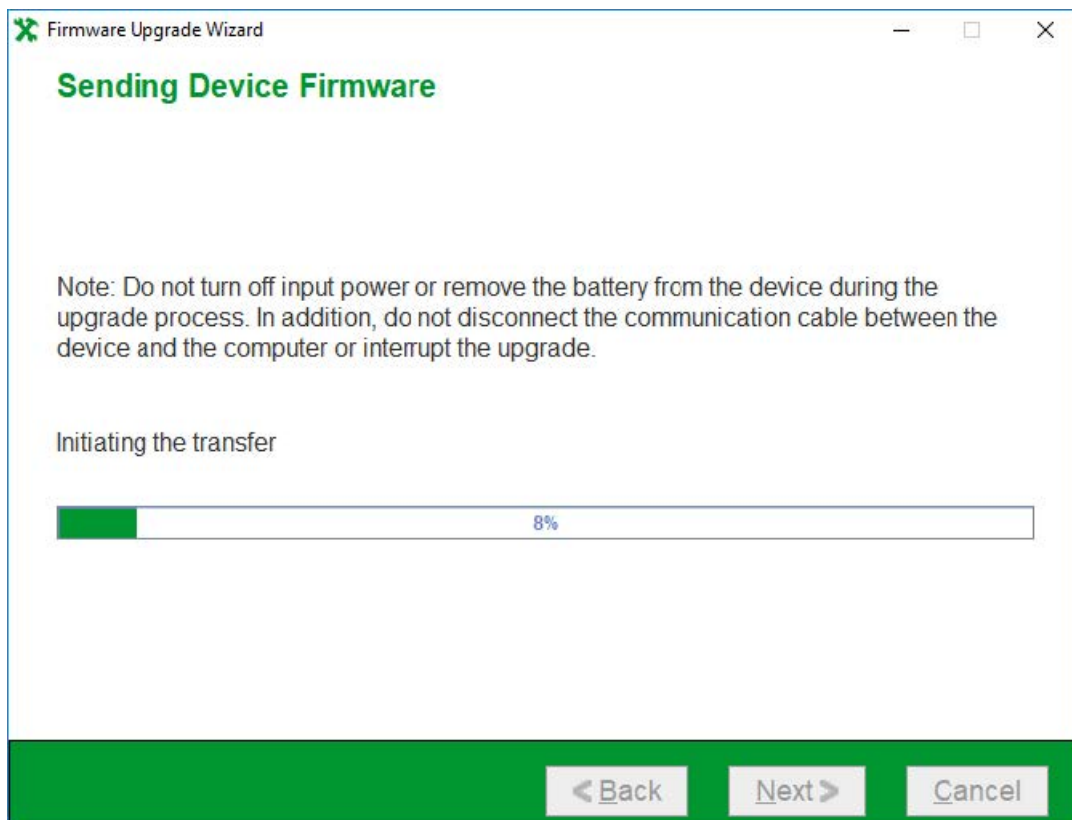 Firmware Upgrade Wizard
Sending Device Firmware
Note: Do not turn off input power or remove the battery from the device during the
upgrade process. In addition, do not disconnect the communication cable between the
device and the computer or interrupt the upgrade.
Initiating the transfer
8%
< Back Next > Cancel